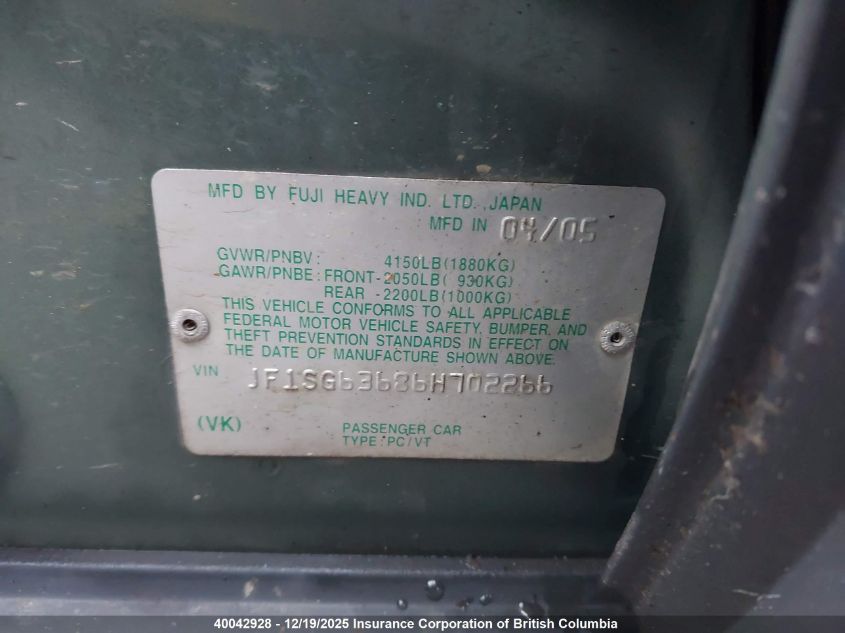 MFD BY FUJI HEAVY IND. LTD. JAPAN
MFD IN 04/05
GVWR/PNBV: 4150LB(1880KG)
GAWR/PNBE: FRONT-2050LB( 930KG)
REAR -2200LB(1000KG)
THIS VEHICLE CONFORMS TO ALL APPLICABLE
FEDERAL MOTOR VEHICLE SAFETY, BUMPER, AND
THEFT PREVENTION STANDARDS IN EFFECT ON
THE DATE OF MANUFACTURE SHOWN ABOVE.
VIN JF1SG63686H702266
(VK) PASSENGER CAR
TYPE:PC/VT
40042928 - 12/19/2025 Insurance Corporation of British Columbia